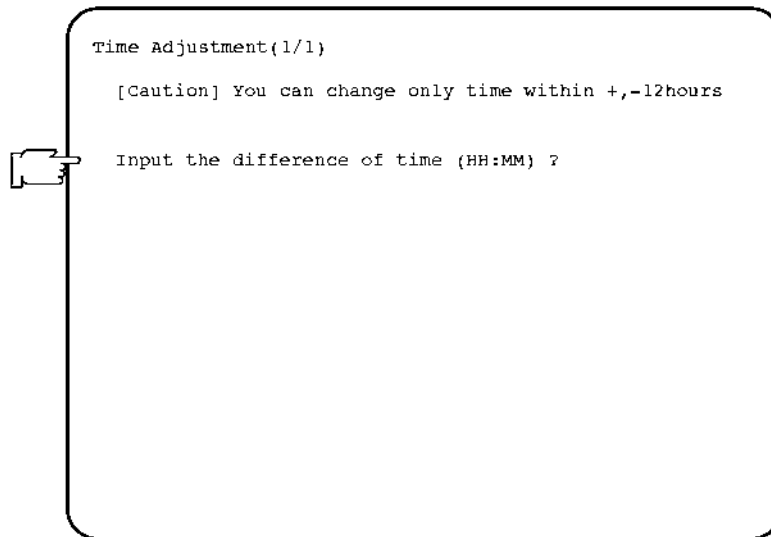 Time Adjustment(1/1)
[Caution] You can change only time within +,-12hours
Input the difference of time (HH:MM) ?